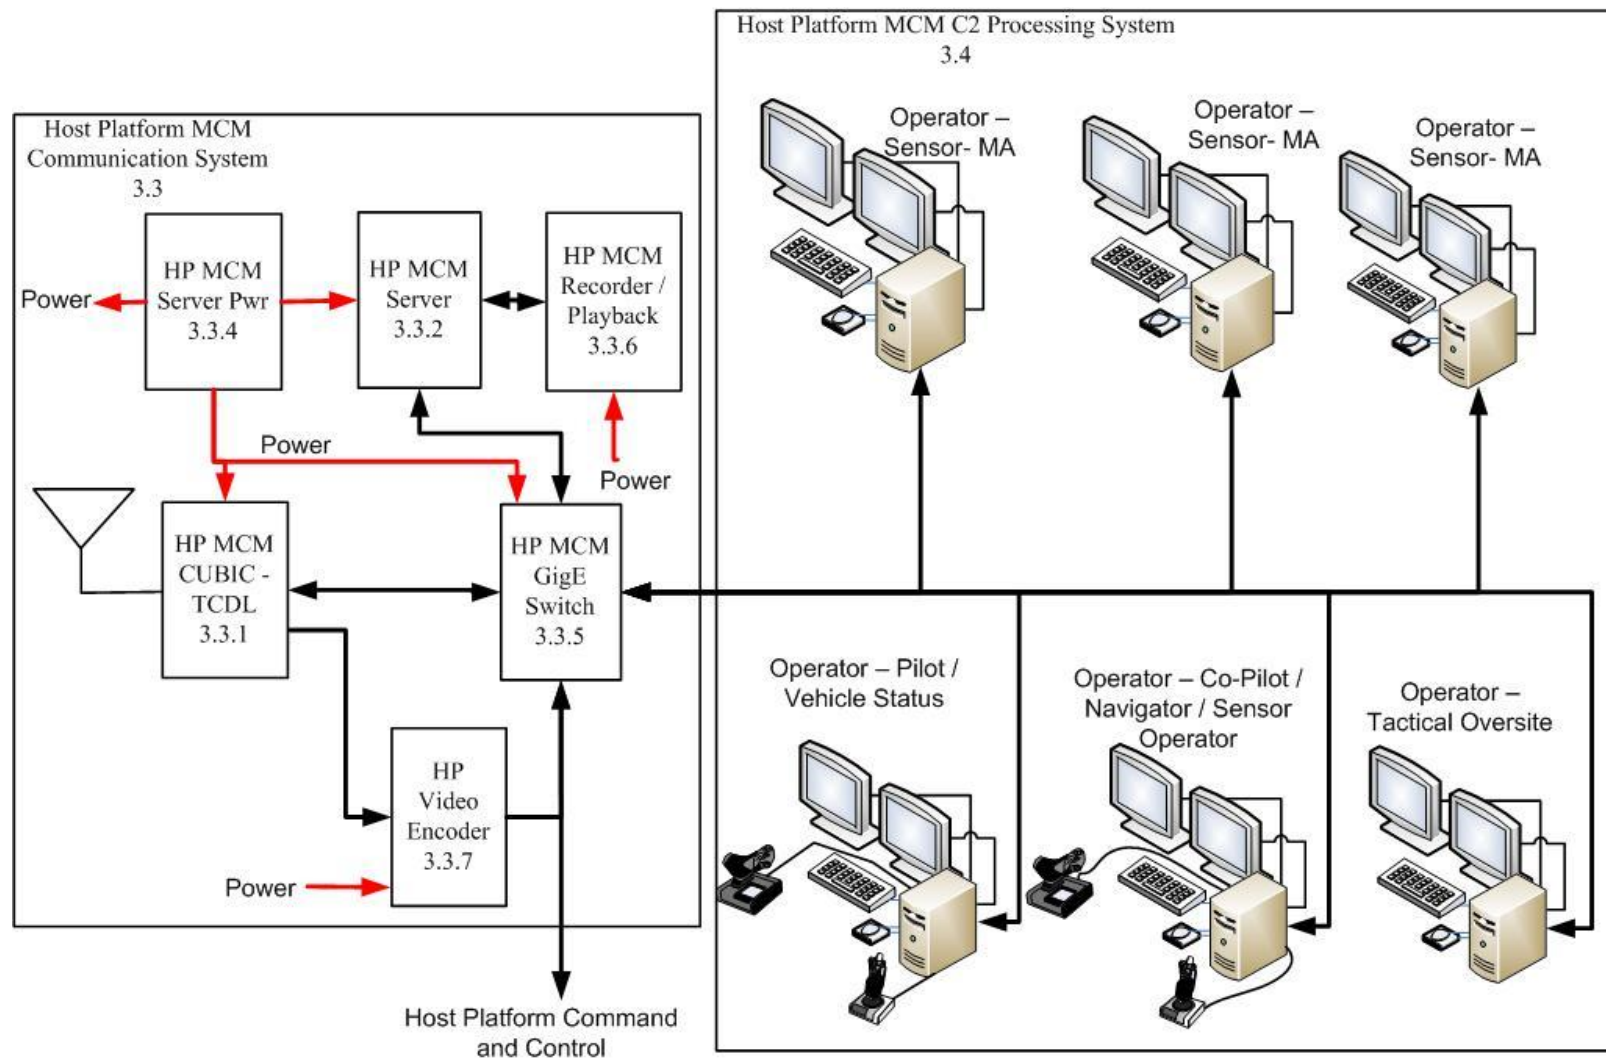 Host Platform MCM C2 Processing System
3.4
Host Platform MCM
Communication System
3.3
Operator –
Sensor- MA
Operator –
Sensor- MA
Operator –
Sensor- MA
HP MCM
Server Pwr
3.3.4
HP MCM
Server
3.3.2
HP MCM
Recorder /
Playback
3.3.6
Power
Power
Power
HP MCM
CUBIC -
TCDL
3.3.1
HP MCM
GigE
Switch
3.3.5
Operator – Pilot /
Vehicle Status
Operator – Co-Pilot /
Navigator / Sensor
Operator
Operator –
Tactical Oversite
HP
Video
Encoder
3.3.7
Power
Host Platform Command
and Control